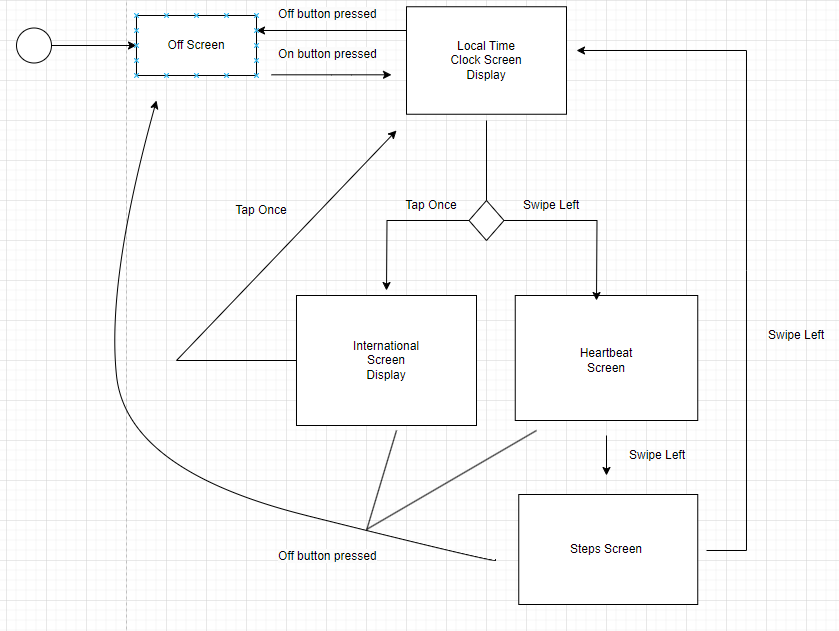 Off button pressed
Off Screen
On button pressed
Local Time
Clock Screen
Display
Tap Once
Tap Once
Swipe Left
International
Screen
Display
Heartbeat
Screen
Swipe Left
Swipe Left
Steps Screen
Off button pressed